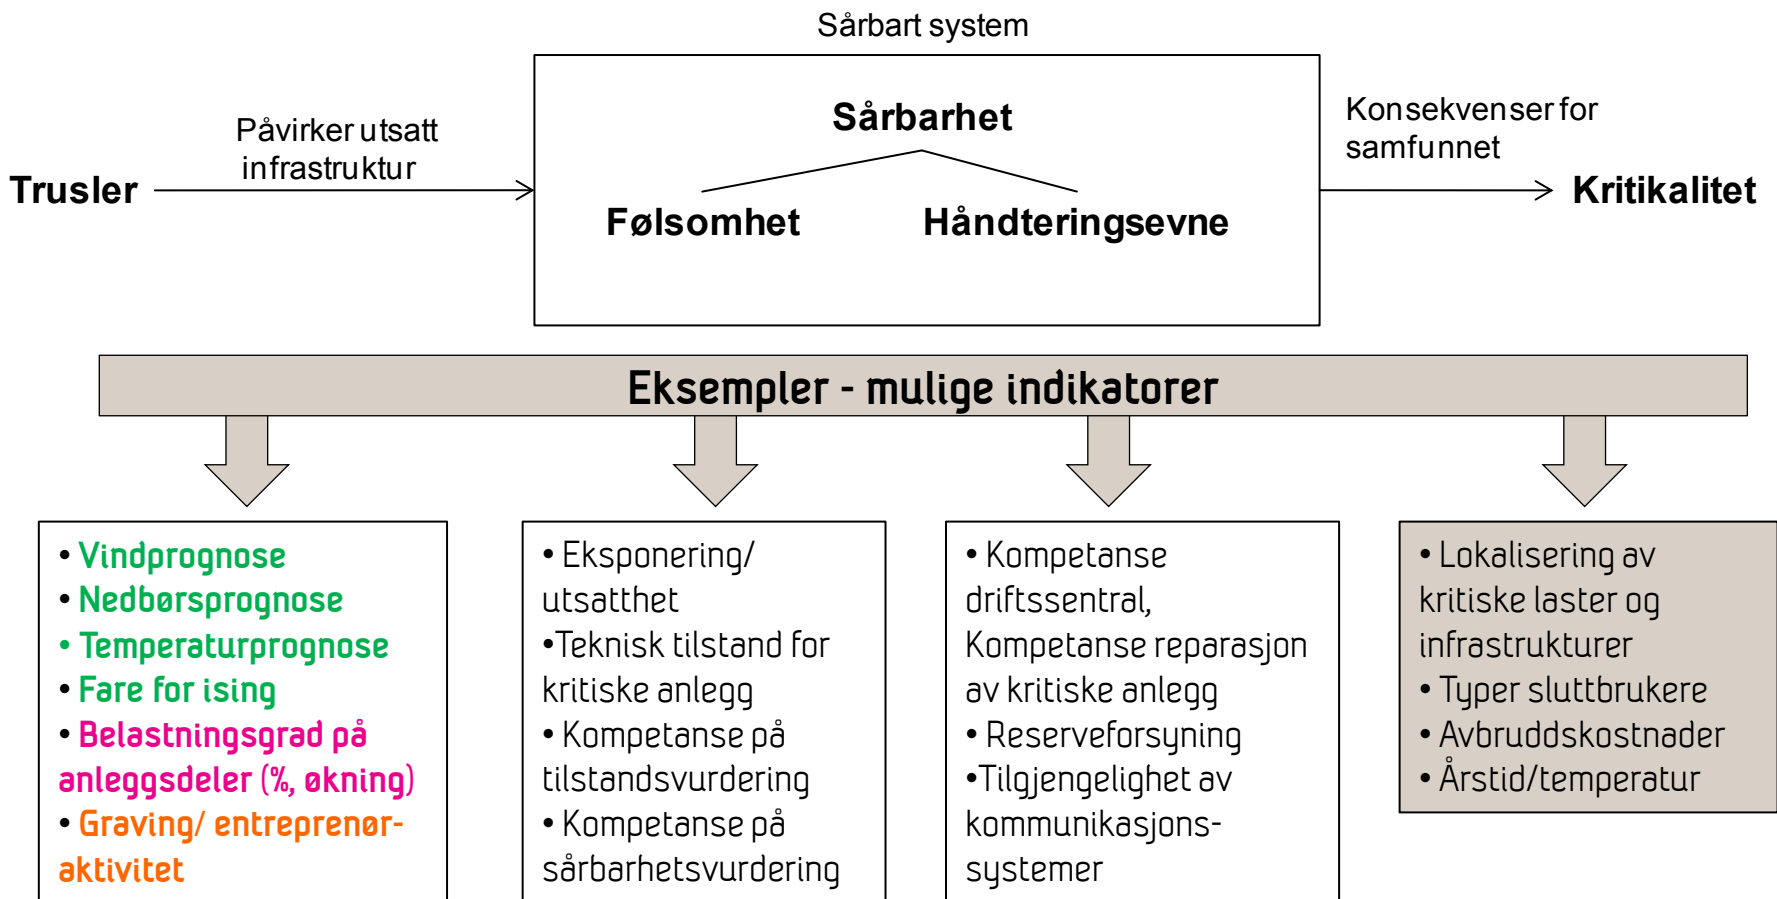 Sårbart system
Sårbarhet
Påvirker utsatt
infrastruktur
Konsekvenser for
samfunnet
Trusler
Følsomhet
Håndteringsevne
Kritikalitet
Eksempler - mulige indikatorer
• Vindprognose
• Nedbørsprognose
• Temperaturprognose
• Fare for ising
• Belastningsgrad på
anleggsdeler (%, økning)
• Graving/ entreprenør-
aktivitet
• Eksponering/
utsatthet
•Teknisk tilstand for
kritiske anlegg
• Kompetanse på
tilstandsvurdering
• Kompetanse på
sårbarhetsvurdering
• Kompetanse
driftssentral,
Kompetanse reparasjon
av kritiske anlegg
• Reserveforsyning
•Tilgjengelighet av
kommunikasjons-
systemer
• Lokalisering av
kritiske laster og
infrastrukturer
• Typer sluttbrukere
• Avbruddskostnader
• Årstid/temperatur